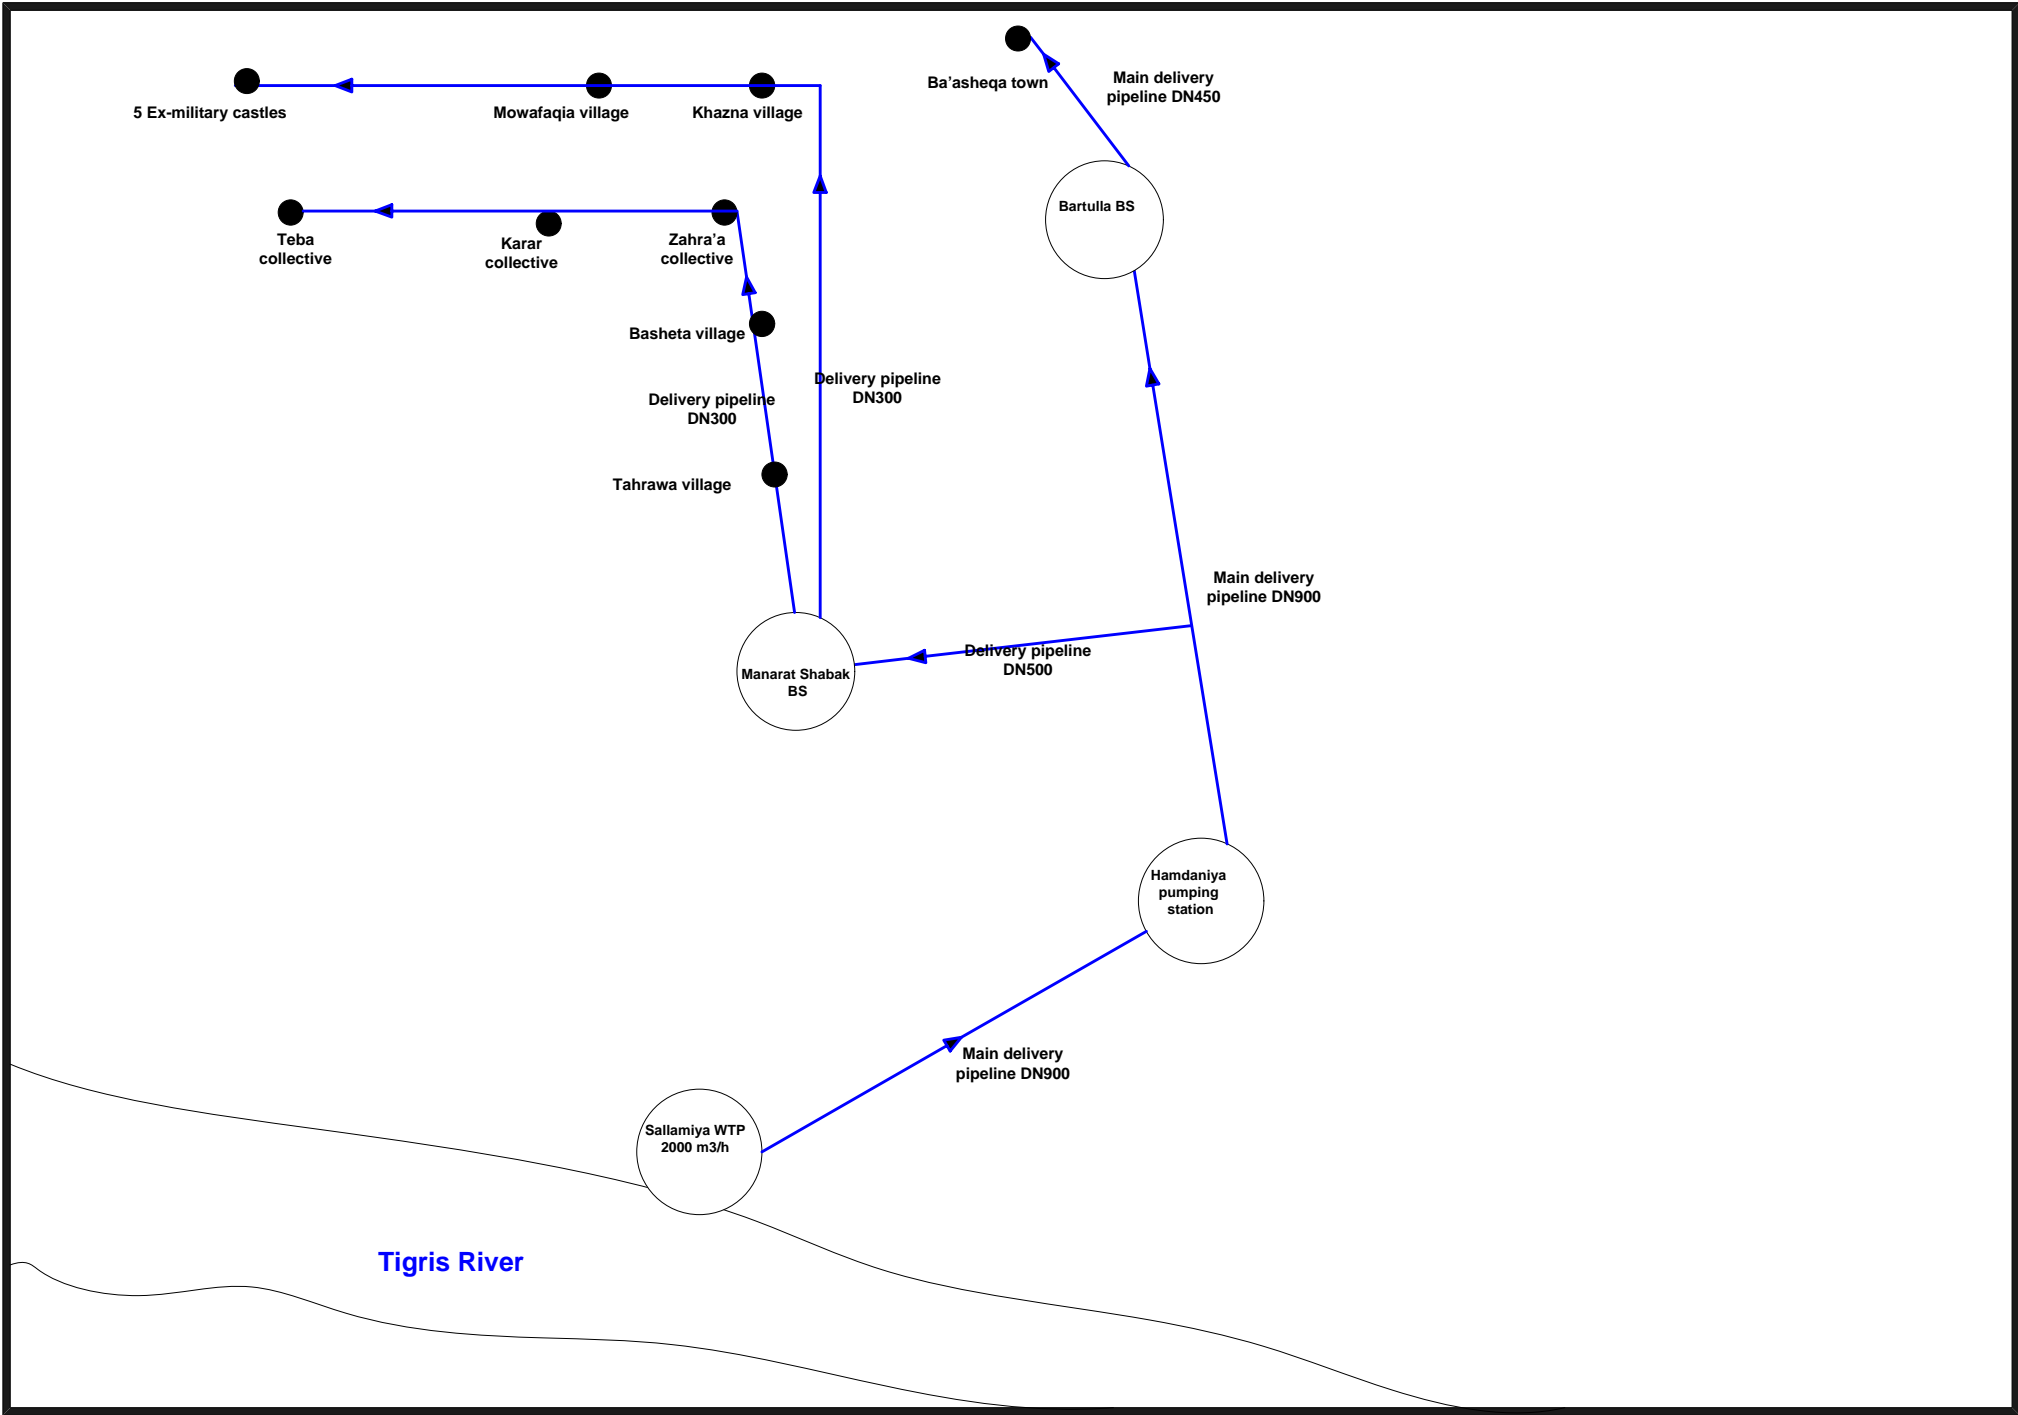 Ba'asheqa town
Main delivery
pipeline DN450
5 Ex-military castles
Mowafaqia village
Khazna village
Bartulla BS
Teba
collective
Karar
collective
Zahra’a
collective
Basheta village
Delivery pipeline
DN300
Delivery pipeline
DN300
Tahrawa village
Main delivery
pipeline DN900
Delivery pipeline
DN500
Manarat Shabak
BS
Hamdaniya
pumping
station
Main delivery
pipeline DN900
Sallamiya WTP
2000 m3/h
Tigris River